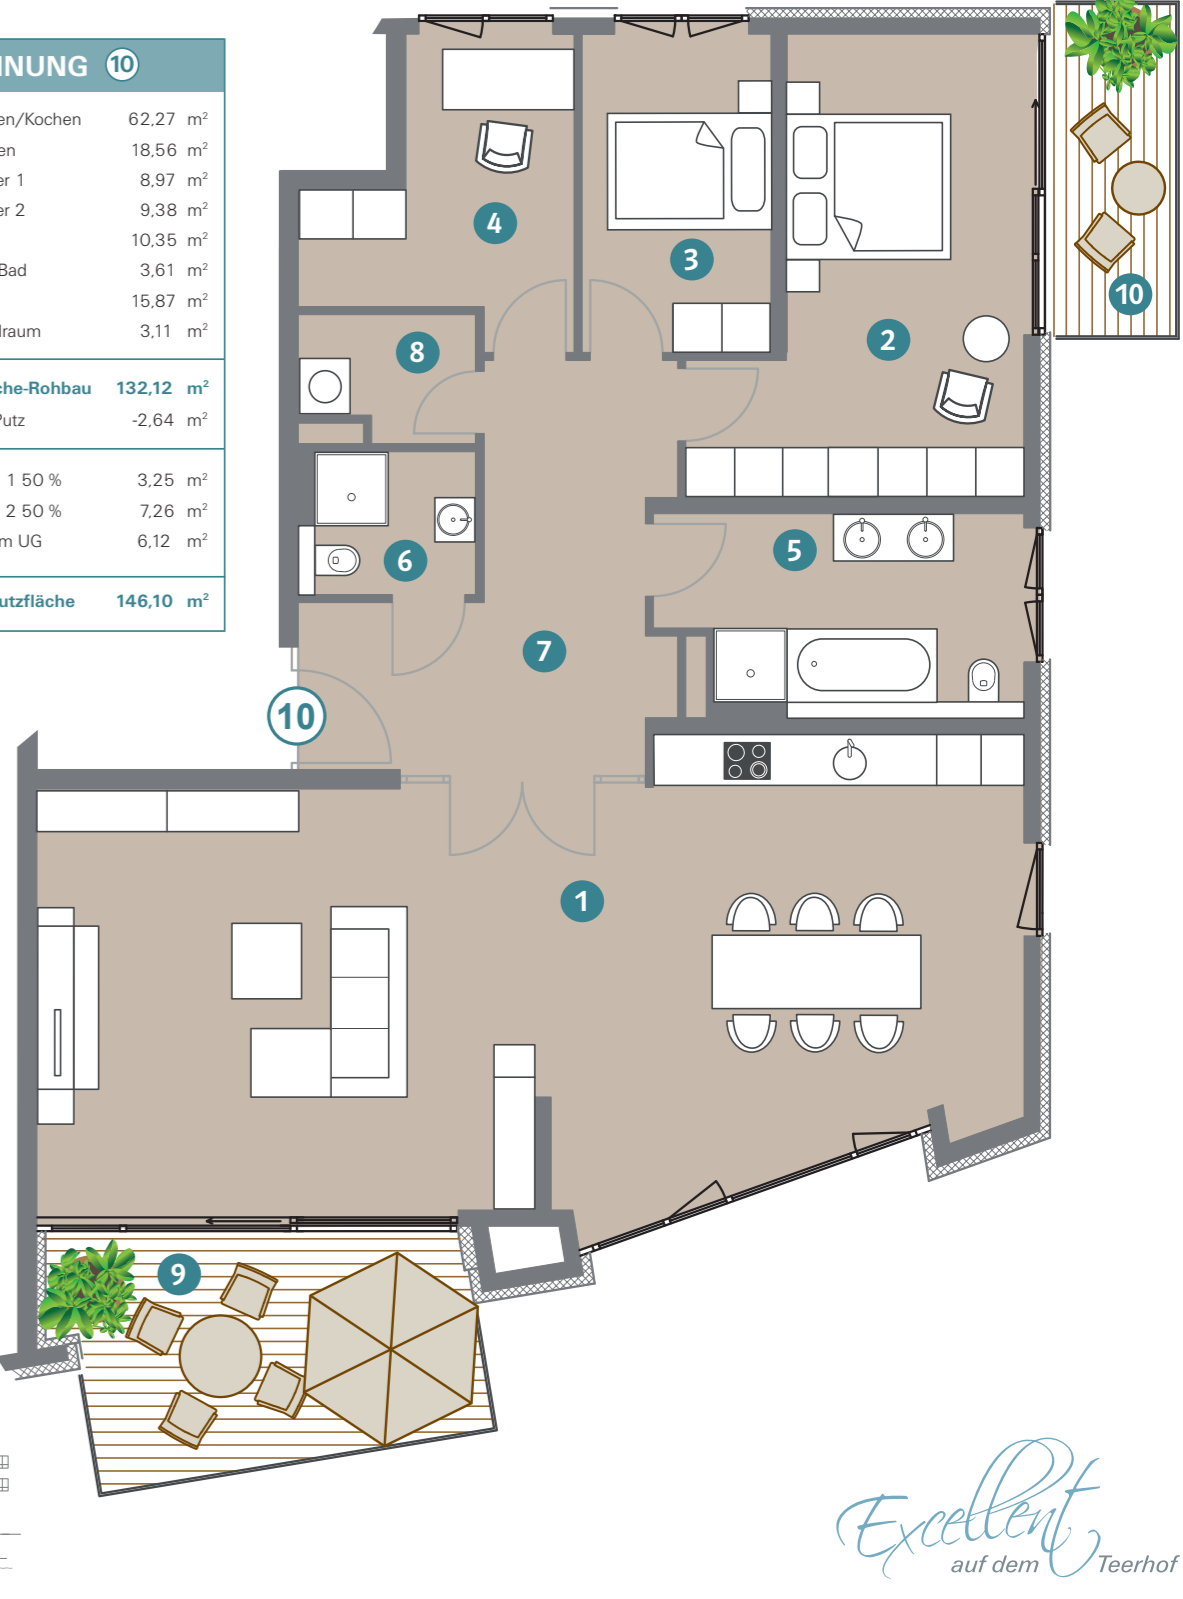 NUNG 10
en/Kochen 62,27 m²
en 18,56 m²
er 1 8,97 m²
er 2 9,38 m²
10,35 m²
Bad 3,61 m²
15,87 m²
lraum 3,11 m²
che-Rohbau 132,12 m²
Putz -2,64 m²
1 50 % 3,25 m²
2 50 % 7,26 m²
m UG 6,12 m²
utzfläche 146,10 m²
4
3
2
10
8
6
5
7
10
1
9
Excellent
auf dem Teerhof